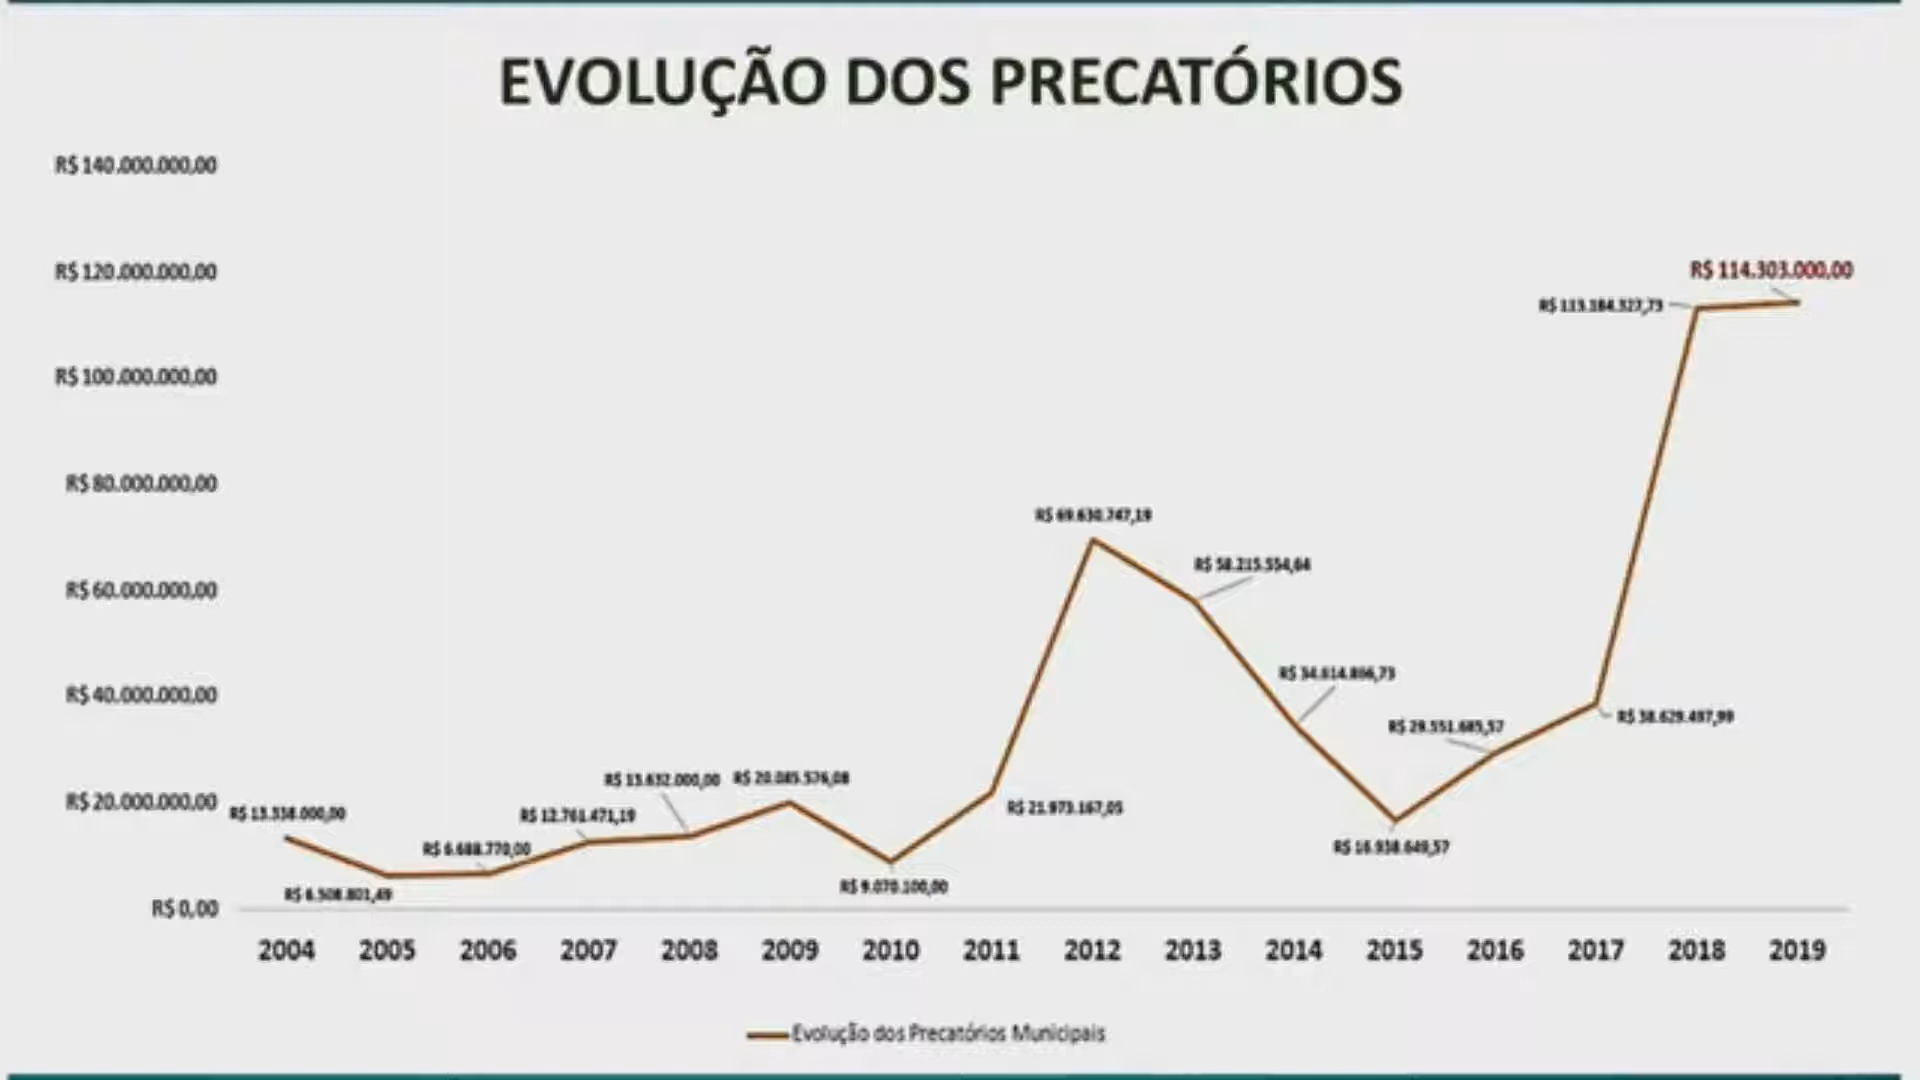 EVOLUÇÃO DOS PRECATÓRIOS
R$ 140.000.000,00
R$ 120.000.000,00
R$ 100.000.000,00
R$ 80.000.000,00
R$ 60.000.000,00
R$ 40.000.000,00
R$ 20.000.000,00
R$ 0,00
R$ 13.338.000,00
R$ 6.508.801,49
R$ 6.688.770,00
R$ 12.761.471,19
R$ 13.632.000,00
R$ 20.085.576,08
R$ 9.070.100,00
R$ 21.973.167,05
R$ 69.630.747,19
R$ 58.215.554,64
R$ 16.938.649,57
R$ 29.551.685,57
R$ 38.629.497,99
R$ 113.184.327,73
R$ 114.303.000,00
2004 2005 2006 2007 2008 2009 2010 2011 2012 2013 2014 2015 2016 2017 2018 2019
Evolução dos Precatórios Municipais